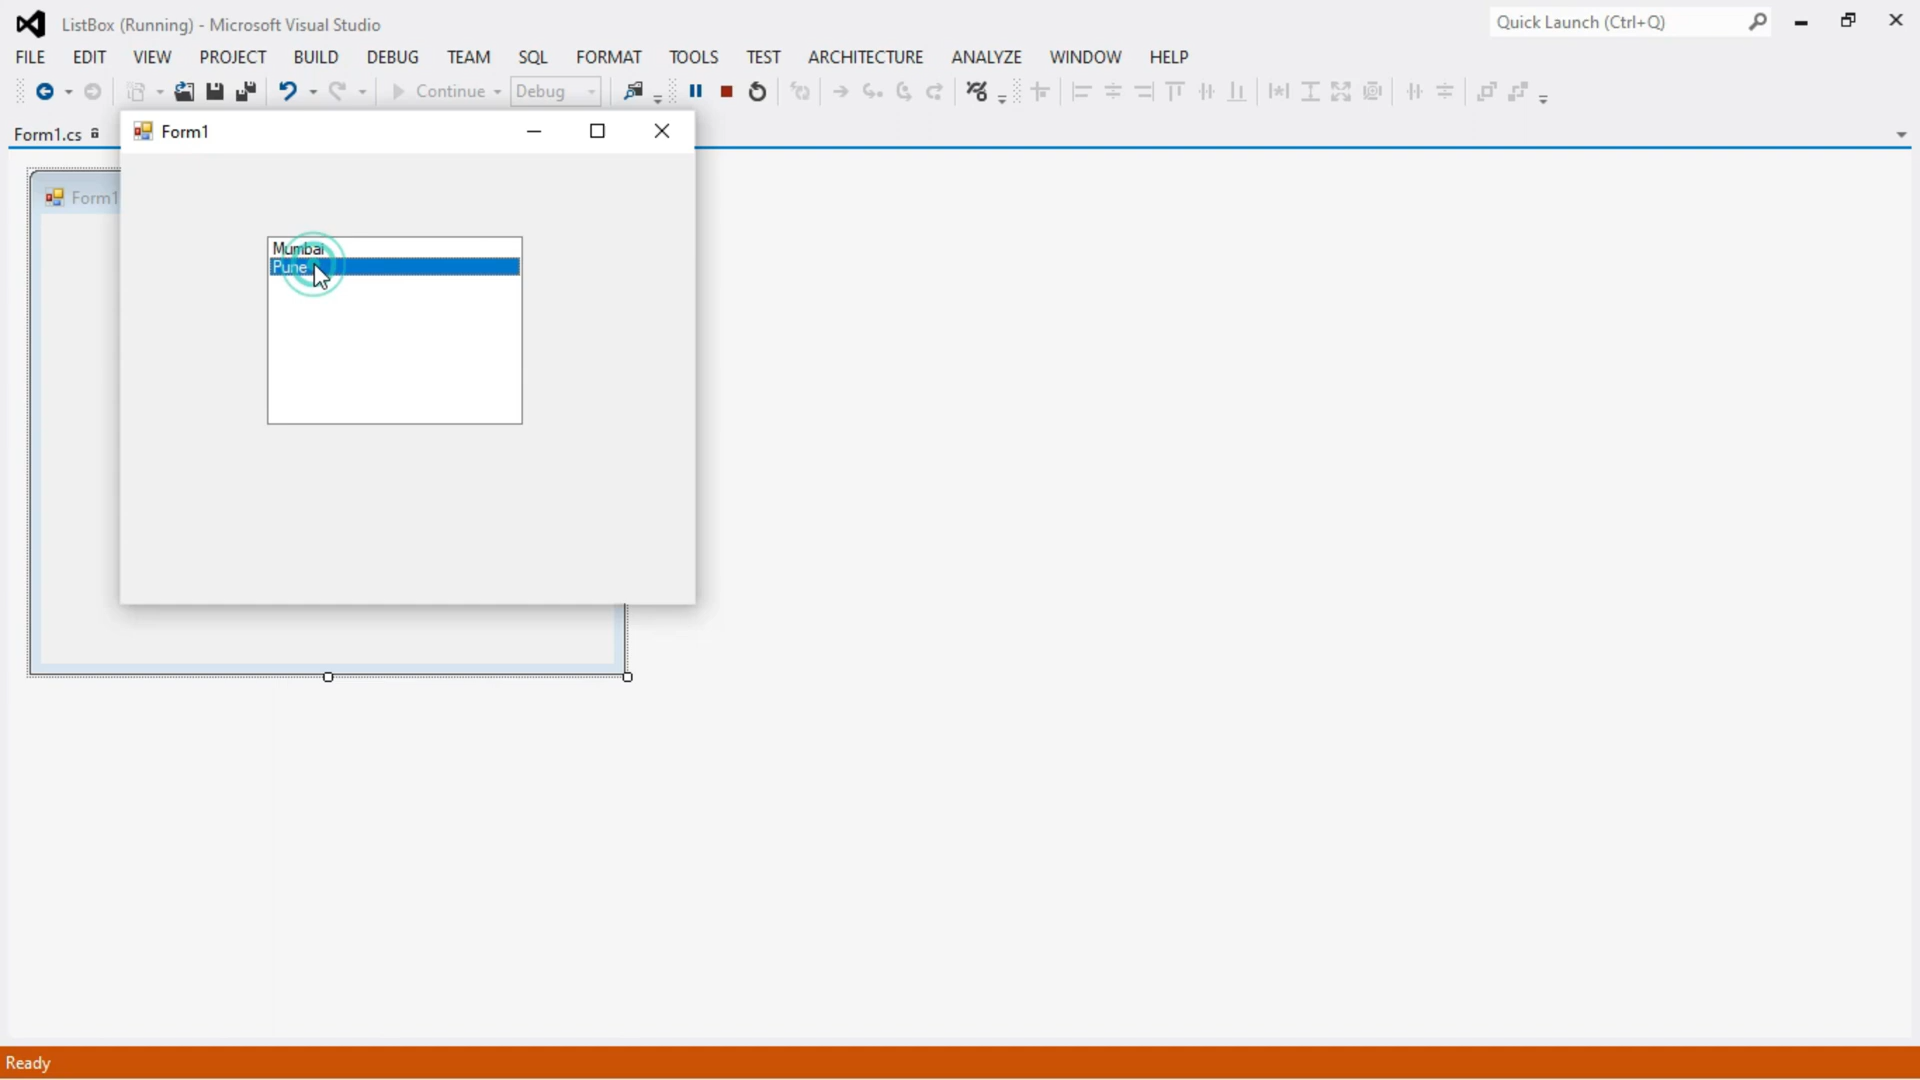 ListBox (Running) - Microsoft Visual Studio
Quick Launch (Ctrl+Q)
FILE EDIT VIEW PROJECT BUILD DEBUG TEAM SQL FORMAT TOOLS TEST ARCHITECTURE ANALYZE WINDOW HELP
Continue Debug
Form1.cs
Form1
Form1
Mumbai
Pune
Ready